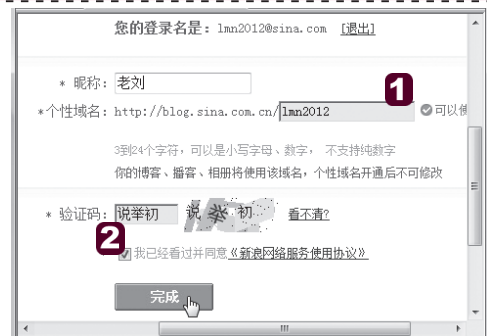 您的登录名是：lmn2012@sina.com [退出]
* 昵称：老刘
1
*个性域名：http://blog.sina.com.cn/lmn2012 可以使
3到24个字符，可以是小写字母、数字， 不支持纯数字
你的博客、播客、相册将使用该域名，个性域名开通后不可修改
* 验证码：说举初 说 举 初 看不清?
2
我已经看过并同意《新浪网络服务使用协议》
完成